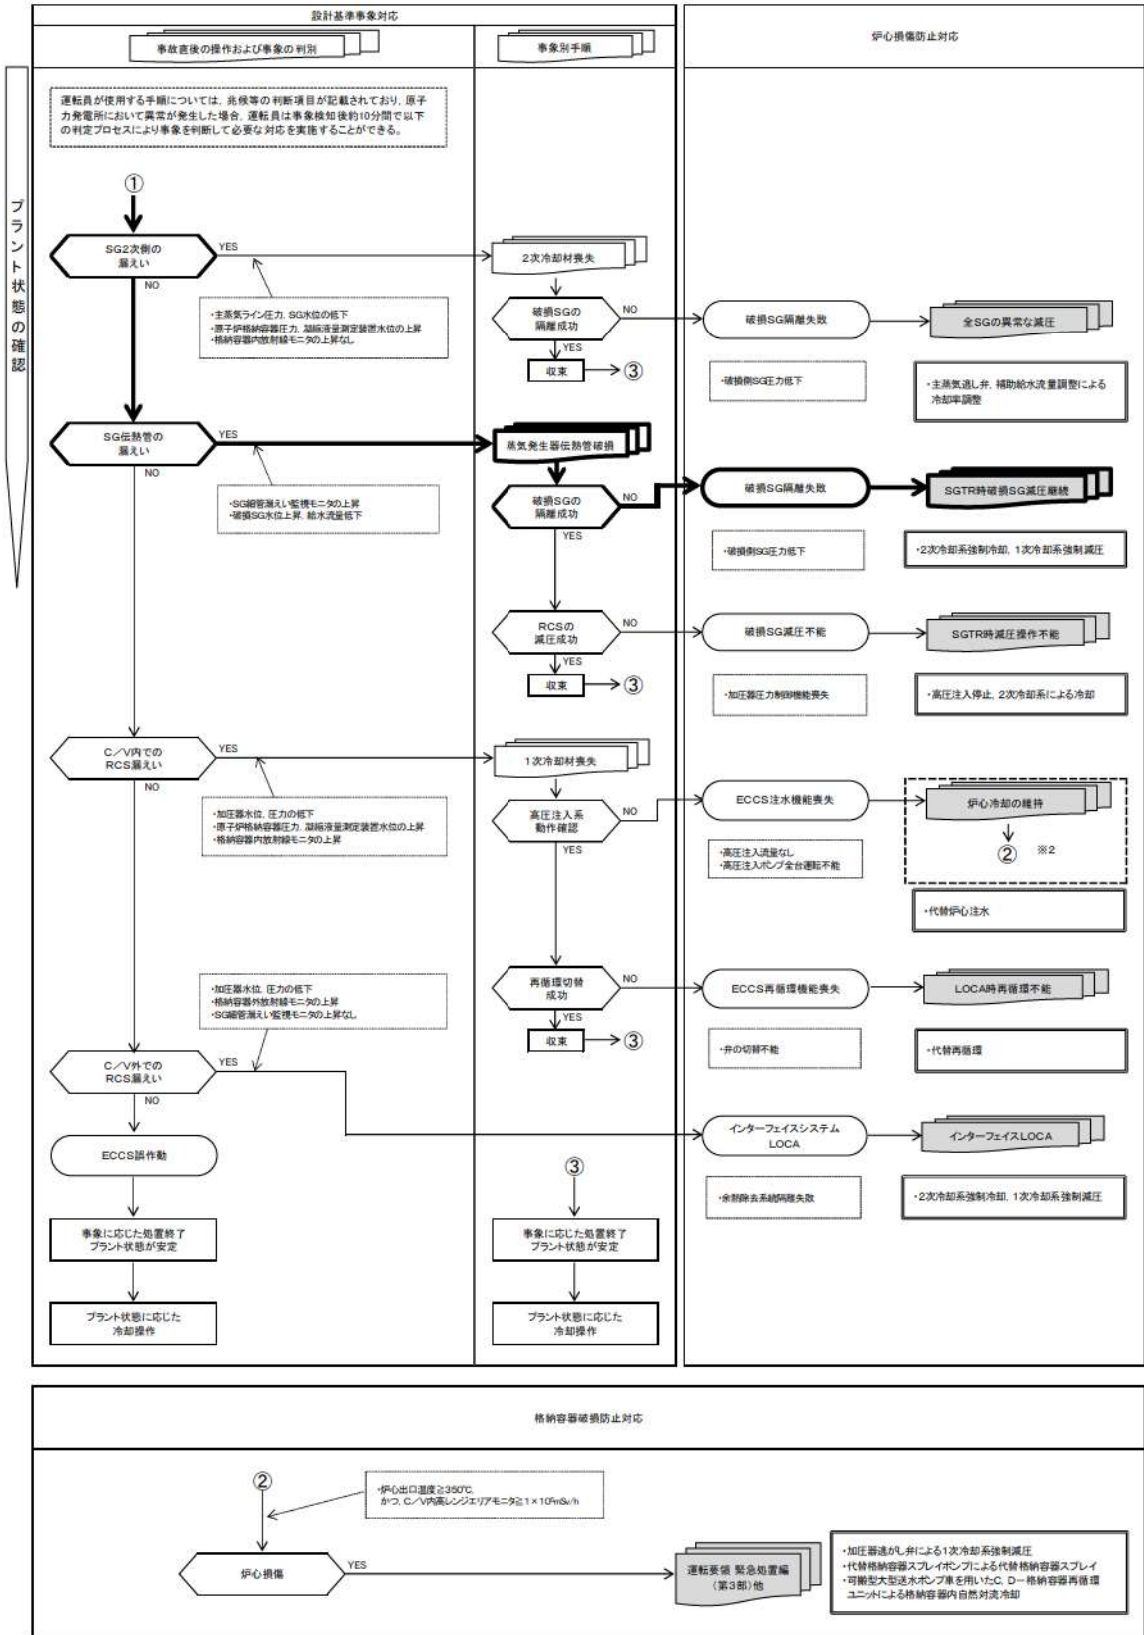 設計基準事象対応
事故直後の操作および事象の判別
事象別手順
炉心損傷防止対応
プラント状態の確認
運転員が使用する手順については、兆候等の判断項目が記載されており、原子
力発電所において異常が発生した場合、運転員は事象検知後約10分間で以下
の判定プロセスにより事象を判断して必要な対応を実施することができる。
①
SG2次側の
漏えい
YES
NO
・主蒸気ライン圧力、SG水位の低下
・原子炉格納容器圧力、凝縮液量測定装置水位の上昇
・格納容器内放射線モニタの上昇なし
2次冷却材喪失
破損SGの
隔離成功
NO
YES
収束
③
破損SG隔離失敗
全SGの異常な減圧
・破損側SG圧力低下
・主蒸気逃し弁、補助給水流量調整による
冷却率調整
SG伝熱管の
漏えい
YES
NO
・SG細管漏えい監視モニタの上昇
・破損SG水位上昇、給水流量低下
蒸気発生器伝熱管破損
破損SGの
隔離成功
NO
YES
破損SG隔離失敗
SGTR時破損SG減圧継続
・破損側SG圧力低下
・2次冷却系強制冷却、1次冷却系強制減圧
RCSの
減圧成功
NO
YES
収束
③
破損SG減圧不能
SGTR時減圧操作不能
・加圧器圧力制御機能喪失
・高圧注入停止、2次冷却系による冷却
C/V内での
RCS漏えい
YES
NO
・加圧器水位、圧力の低下
・原子炉格納容器圧力、凝縮液量測定装置水位の上昇
・格納容器内放射線モニタの上昇
1次冷却材喪失
高圧注入系
動作確認
NO
YES
ECCS注水機能喪失
炉心冷却の維持
② ※2
・高圧注入流量なし
・高圧注入ポンプ全台運転不能
・代替炉心注水
再循環切替
成功
NO
YES
収束
③
ECCS再循環機能喪失
LOCA時再循環不能
・弁の切替不能
・代替再循環
・加圧器水位、圧力の低下
・格納容器外放射線モニタの上昇
・SG細管漏えい監視モニタの上昇なし
C/V外での
RCS漏えい
YES
NO
インターフェイスシステム
LOCA
インターフェイスLOCA
・余熱除去系統隔離失敗
・2次冷却系強制冷却、1次冷却系強制減圧
ECCS誤作動
事象に応じた処置終了
プラント状態が安定
プラント状態に応じた
冷却操作
③
事象に応じた処置終了
プラント状態が安定
プラント状態に応じた
冷却操作
格納容器破損防止対応
②
・炉心出口温度≧350℃、
かつ、C/V内高レンジエリアモニタ≧1×10⁵mSv/h
炉心損傷
YES
運転要領 緊急処置編
(第3部)他
・加圧器逃がし弁による1次冷却系強制減圧
・代替格納容器スプレイポンプによる代替格納容器スプレイ
・可搬型大型送水ポンプ車を用いたC、D-格納容器再循環
ユニットによる格納容器内自然対流冷却